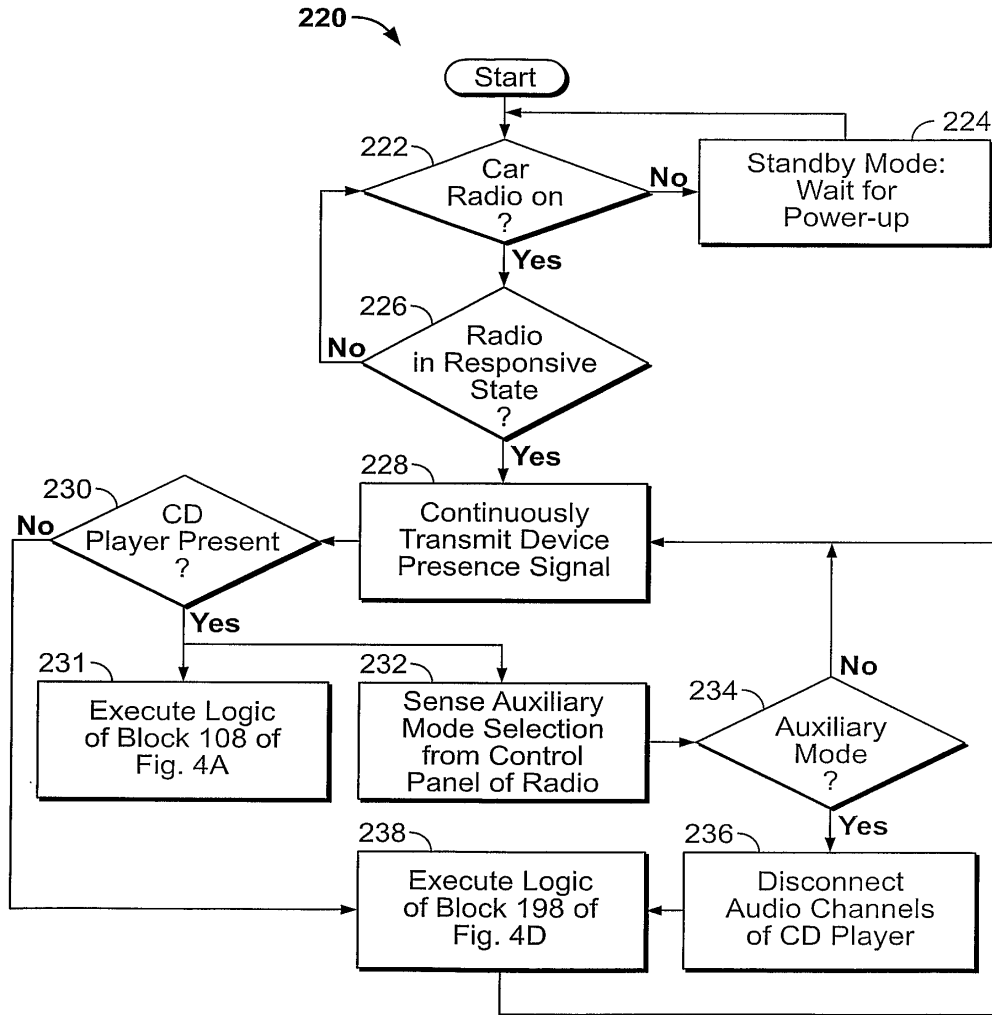 220
Start
222
Car
Radio on
?
No
224
Standby Mode:
Wait for
Power-up
Yes
226
Radio
in Responsive
State
?
No
Yes
228
Continuously
Transmit Device
Presence Signal
230
CD
Player Present
?
No
Yes
231
Execute Logic
of Block 108 of
Fig. 4A
232
Sense Auxiliary
Mode Selection
from Control
Panel of Radio
234
Auxiliary
Mode
?
No
Yes
236
Disconnect
Audio Channels
of CD Player
238
Execute Logic
of Block 198 of
Fig. 4D